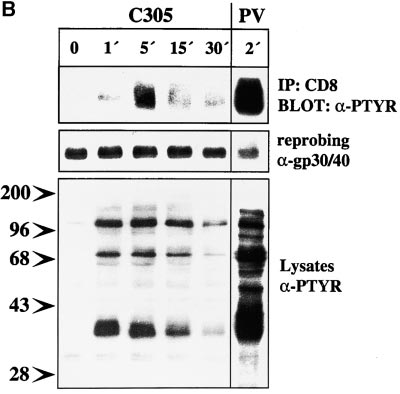 B
C305 PV
0 1´ 5´ 15´ 30´ 2´
IP: CD8
BLOT: α-PTYR
reprobing
α-gp30/40
200
96
68
43
28
Lysates
α-PTYR